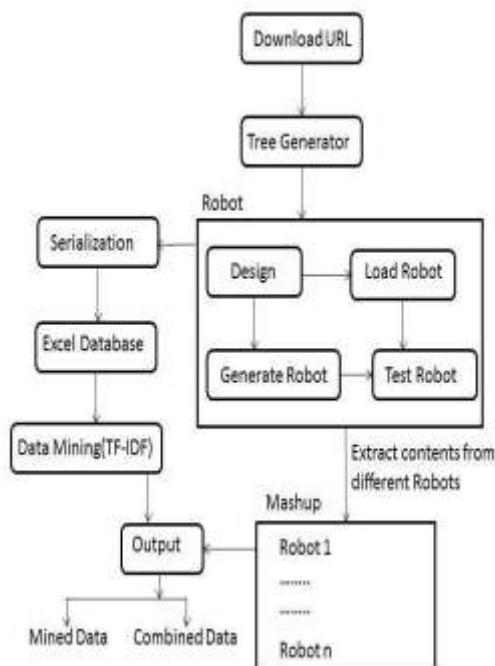 Download URL
Tree Generator
Robot
Serialization
Design
Load Robot
Excel Database
Generate Robot
Test Robot
Data Mining(TF-IDF)
Extract contents from
different Robots
Mashup
Output
Robot 1
.......
.......
Robot n
Mined Data
Combined Data